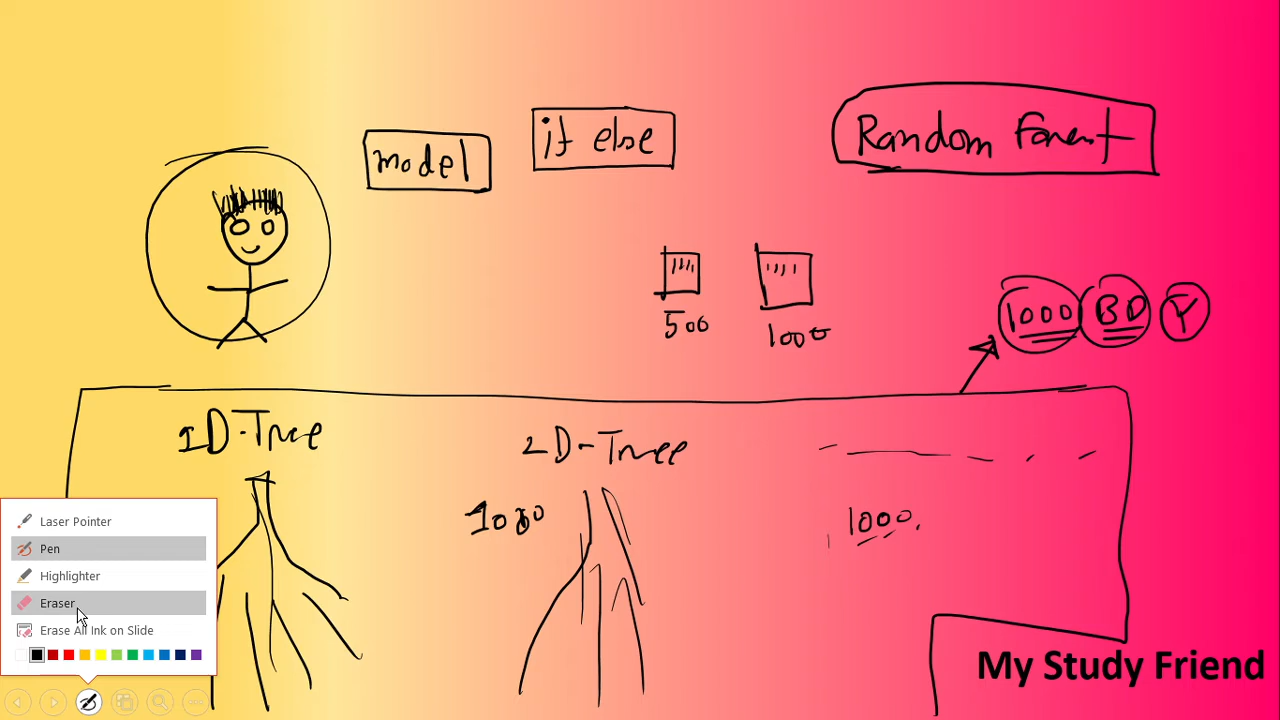 model
if else
Random Forest
500
1000
1000 BD Y
1D-Tree
2D-Tree
1000
1000.
Laser Pointer
Pen
Highlighter
Eraser
Erase All Ink on Slide
My Study Friend